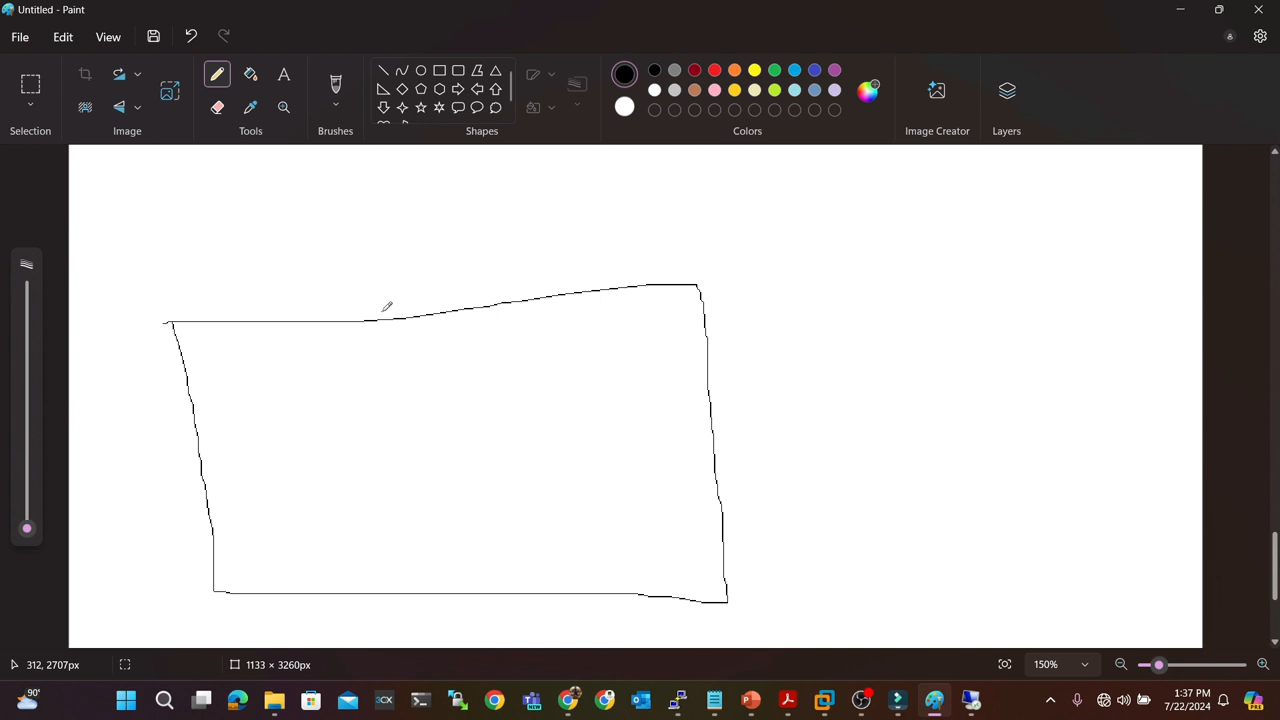 Untitled - Paint
File
Edit
View
Selection
Image
Tools
Brushes
Shapes
Colors
Image Creator
Layers
312, 2707px
1133 × 3260px
150%
90°
1:37 PM
7/22/2024